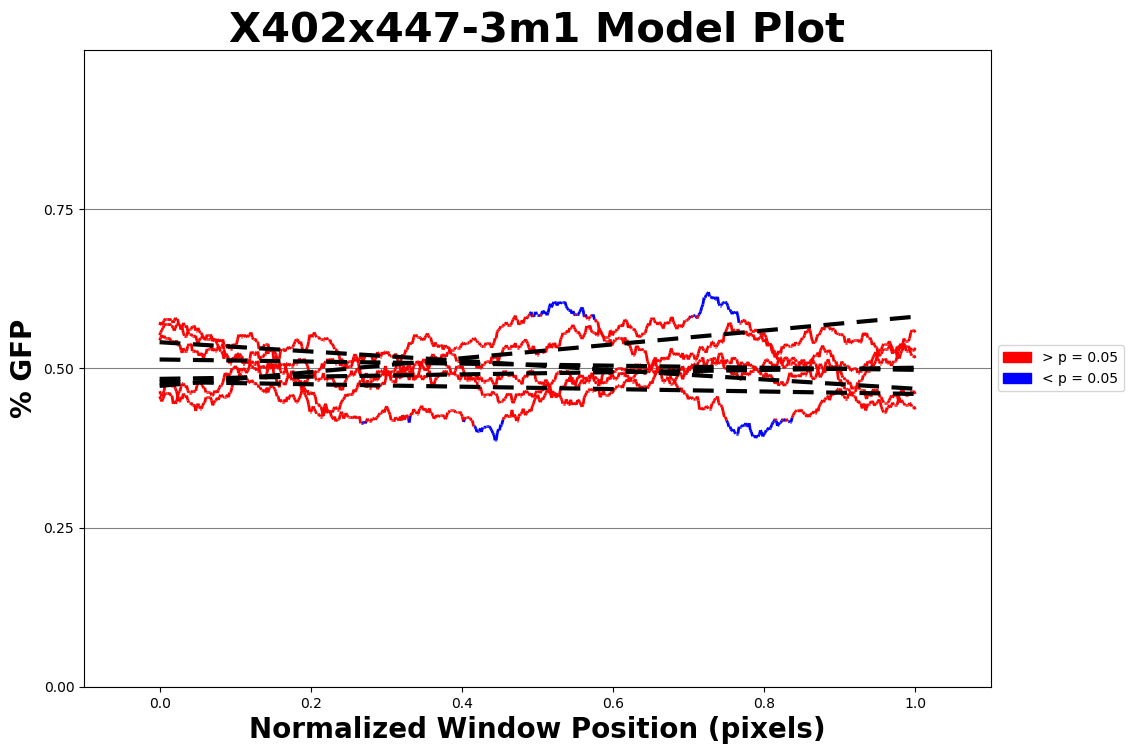 X402x447-3m1 Model Plot
% GFP
0.75
0.50
0.25
0.00
0.0 0.2 0.4 0.6 0.8 1.0
Normalized Window Position (pixels)
> p = 0.05
< p = 0.05